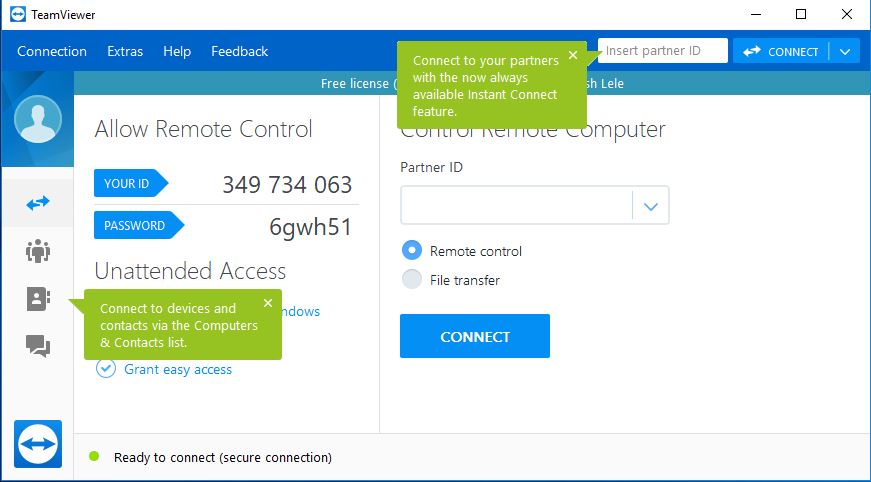 TeamViewer
Connection Extras Help Feedback
Insert partner ID
CONNECT
Connect to your partners
with the now always
available Instant Connect
feature.
Free license (
sh Lele
Allow Remote Control
YOUR ID 349 734 063
PASSWORD 6gwh51
Unattended Access
ndows
Connect to devices and
contacts via the Computers
& Contacts list.
Grant easy access
Control Remote Computer
Partner ID
Remote control
File transfer
CONNECT
Ready to connect (secure connection)